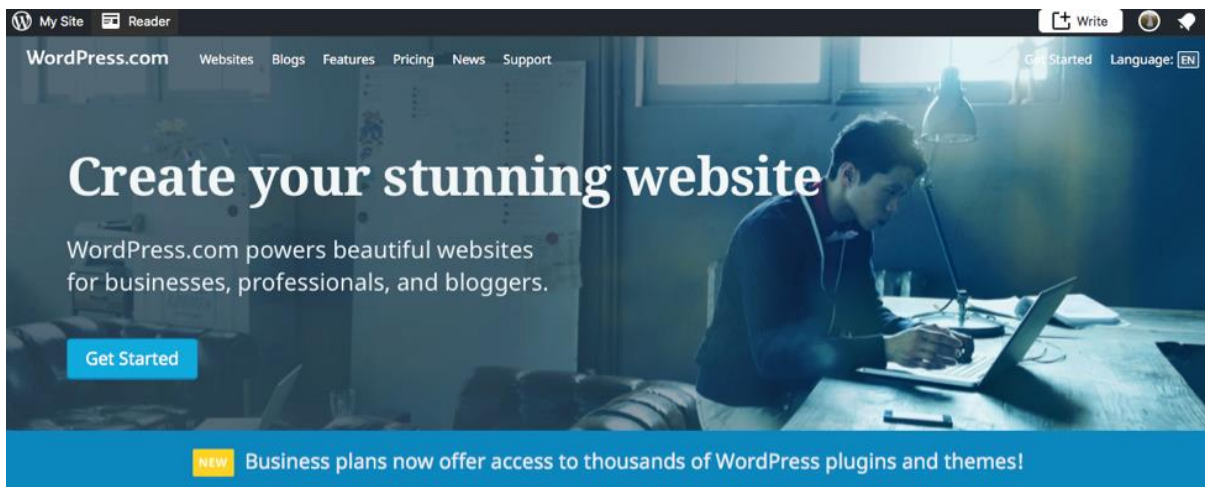 My Site Reader Write
WordPress.com Websites Blogs Features Pricing News Support Get Started Language: EN
Create your stunning website
WordPress.com powers beautiful websites
for businesses, professionals, and bloggers.
Get Started
NEW Business plans now offer access to thousands of WordPress plugins and themes!